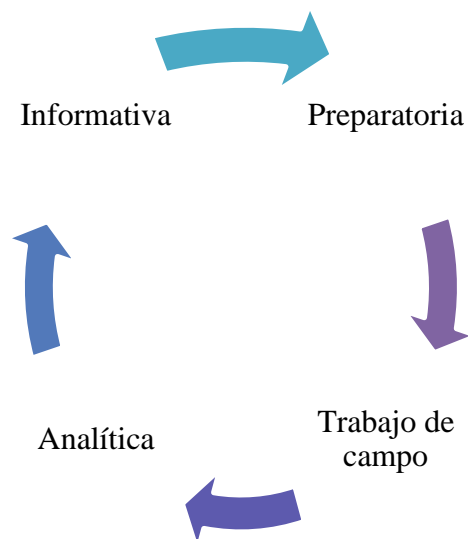 Informativa
Preparatoria
Trabajo de
campo
Analítica